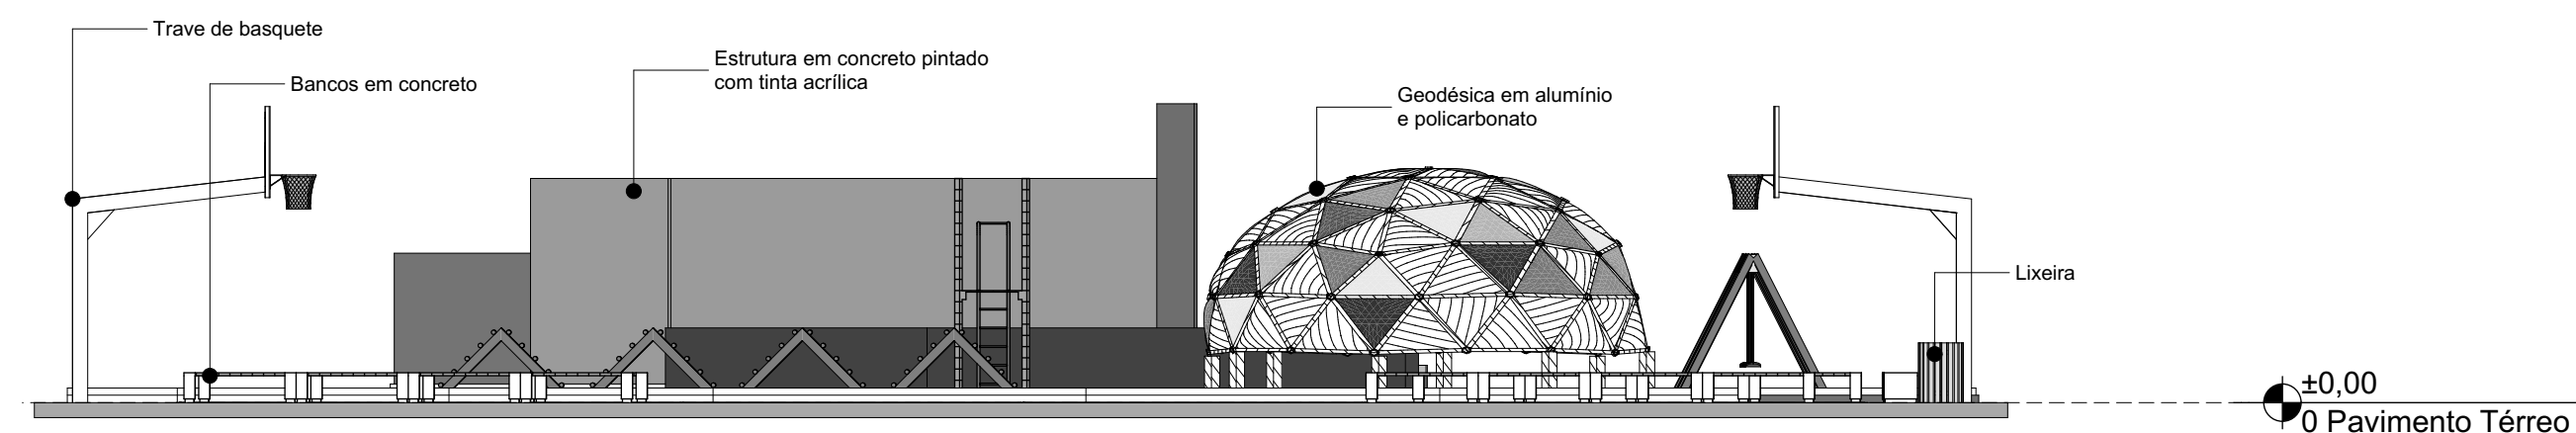 Trave de basquete
Bancos em concreto
Estrutura em concreto pintado
com tinta acrílica
Geodésica em alumínio
e policarbonato
Lixeira
±0,00
0 Pavimento Térreo